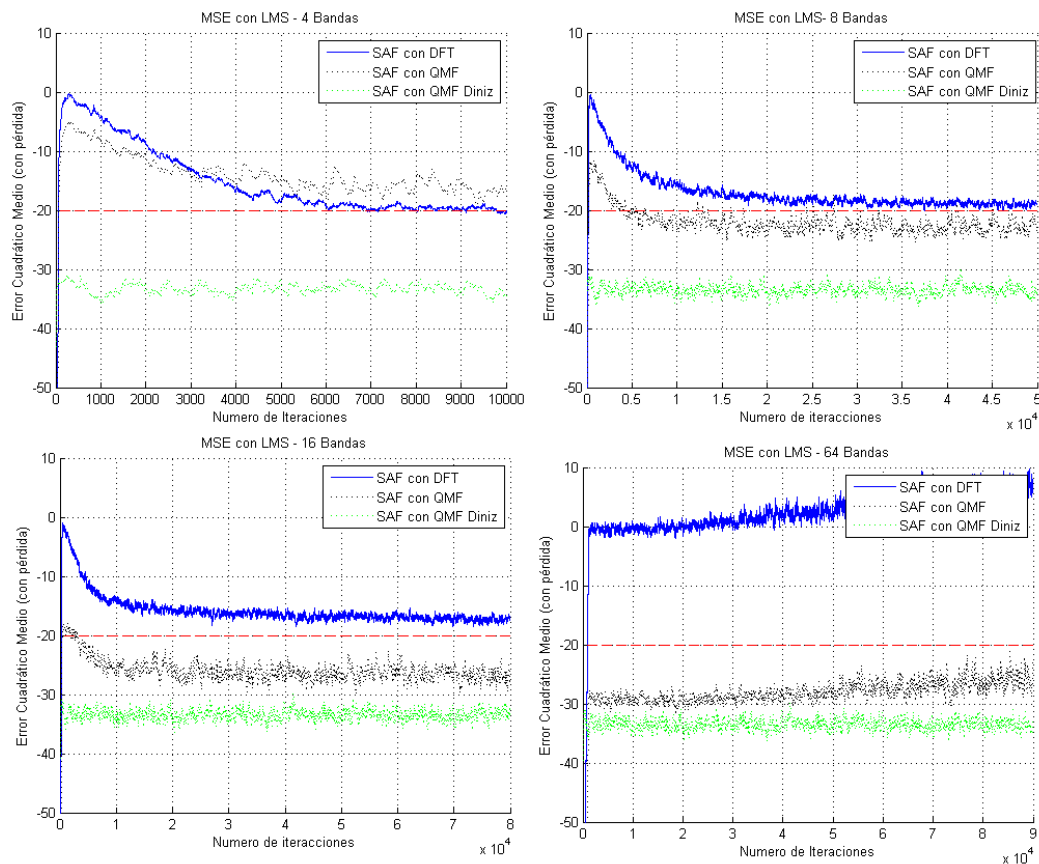 MSE con LMS - 4 Bandas
10
0
-10
-20
-30
-40
-50
Error Cuadrático Medio (con pérdida)
SAF con DFT
SAF con QMF
SAF con QMF Diniz
0 1000 2000 3000 4000 5000 6000 7000 8000 9000 10000
Numero de Iteraciones
MSE con LMS- 8 Bandas
10
0
-10
-20
-30
-40
-50
Error Cuadrático Medio (con pérdida)
SAF con DFT
SAF con QMF
SAF con QMF Diniz
0 0.5 1 1.5 2 2.5 3 3.5 4 4.5 5
Numero de iteracciones
x 10^4
MSE con LMS - 16 Bandas
10
0
-10
-20
-30
-40
-50
Error Cuadrático Medio (con pérdida)
SAF con DFT
SAF con QMF
SAF con QMF Diniz
0 1 2 3 4 5 6 7 8
Numero de iteracciones
x 10^4
MSE con LMS - 64 Bandas
10
0
-10
-20
-30
-40
-50
Error Cuadrático Medio (con pérdida)
SAF con DFT
SAF con QMF
SAF con QMF Diniz
0 1 2 3 4 5 6 7 8 9
Numero de iteracciones
x 10^4